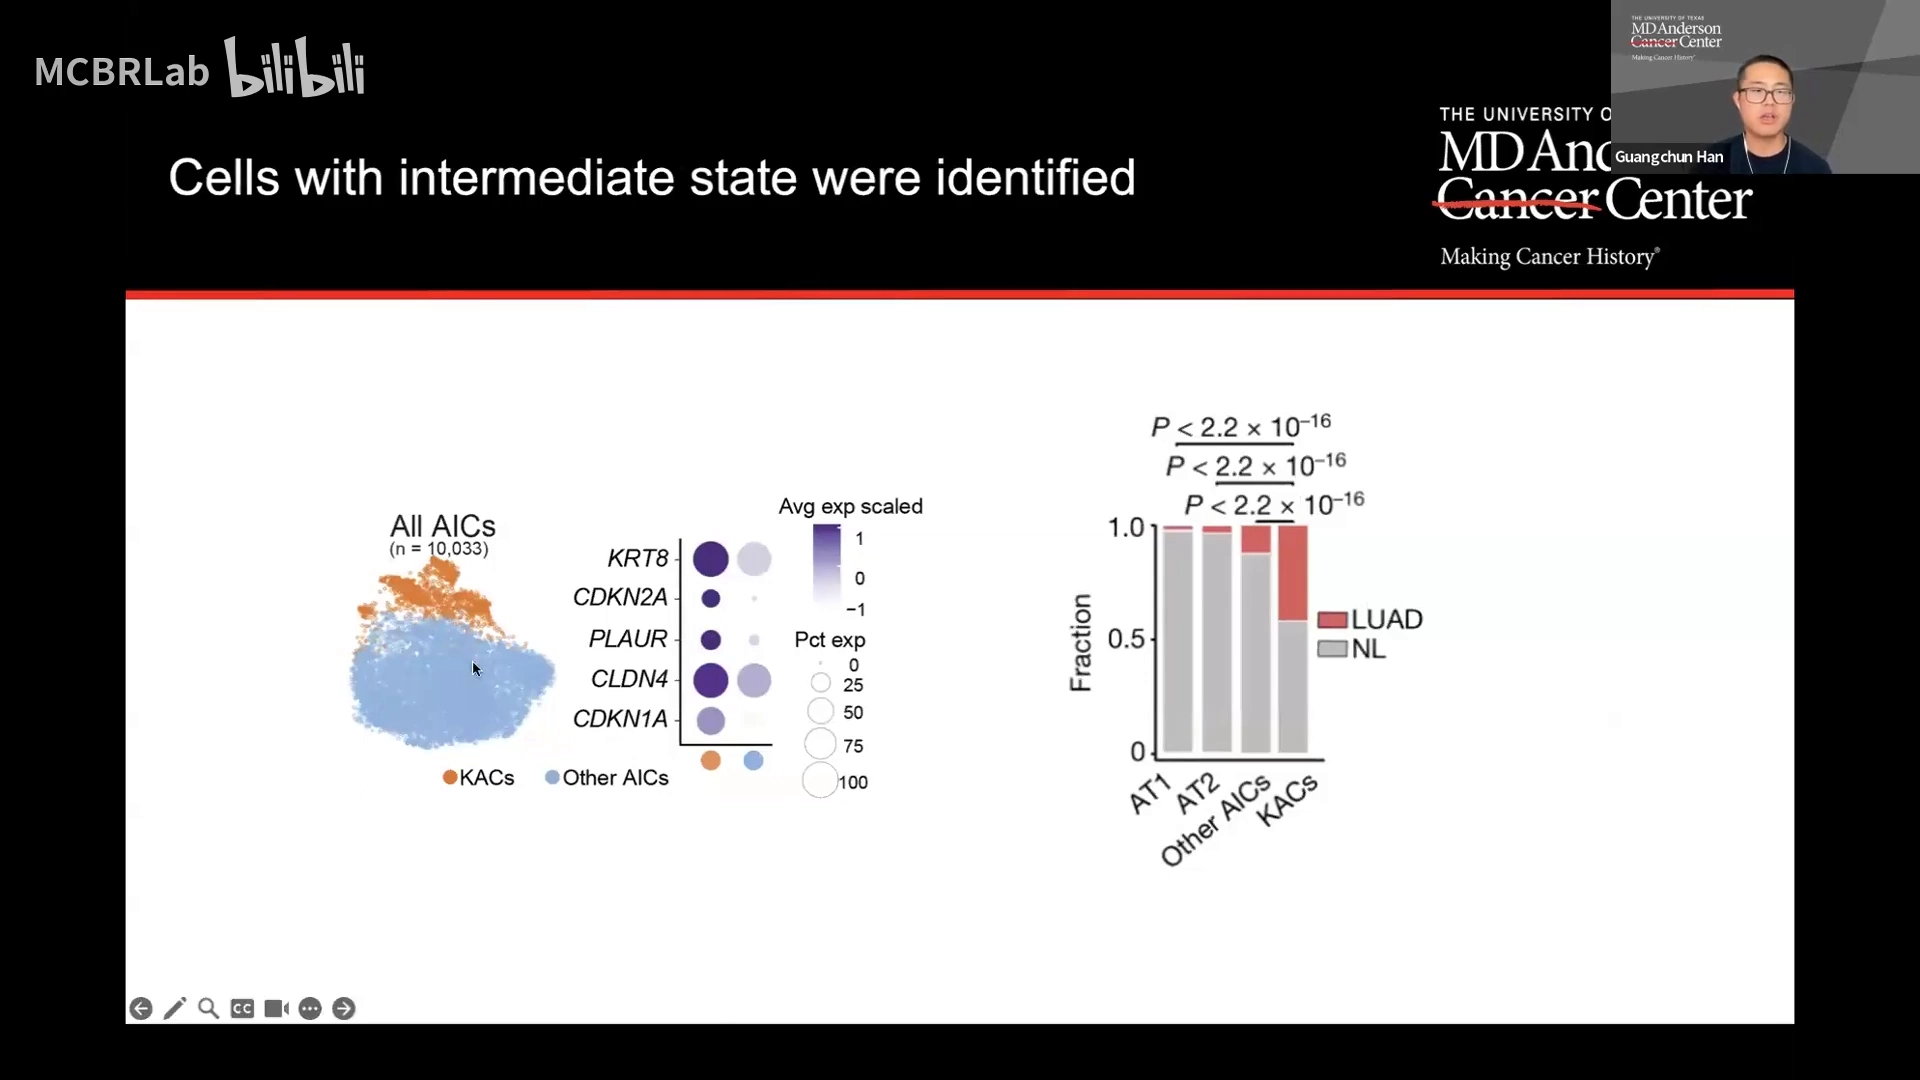 MCBRLab bilibili
THE UNIVERSITY OF TEXAS
MD Anderson
Cancer Center
Making Cancer History®
Guangchun Han
THE UNIVERSITY O
MD And
Cancer Center
Making Cancer History®
Cells with intermediate state were identified
All AICs
(n = 10,033)
KACs
Other AICs
KRT8
CDKN2A
PLAUR
CLDN4
CDKN1A
Avg exp scaled
1
0
−1
Pct exp
0
25
50
75
100
P < 2.2 × 10−16
P < 2.2 × 10−16
P < 2.2 × 10−16
Fraction
1.0
0.5
0
AT1
AT2
Other AICs
KACs
LUAD
NL
CC